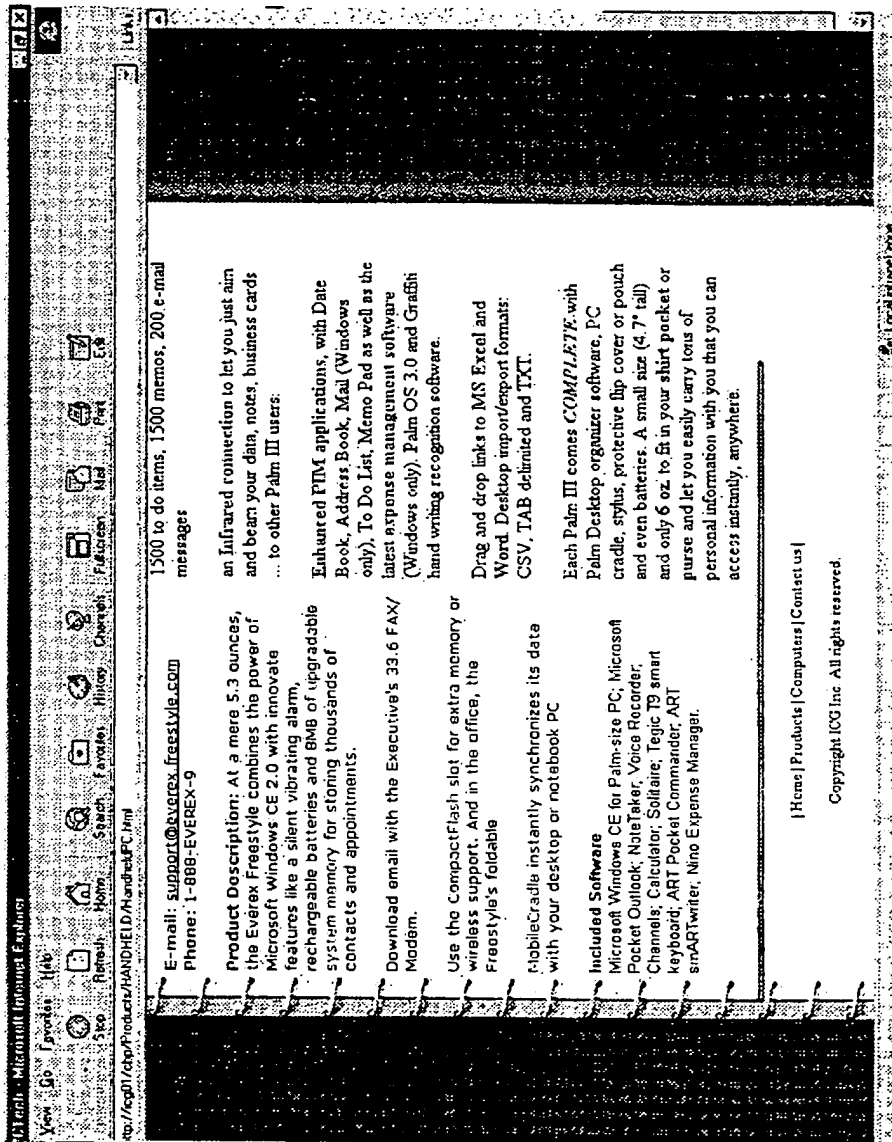 CTech - Microsoft Internet Explorer
View Go Favorites Help
Stop Refresh Home Search Favorites History Channels Fullscreen Mail Print Edit
http://icg01/cbp/Products/HANDHELD/HandheldPC.html
Links
E-mail: support@everex.freestyle.com
Phone: 1-888-EVEREX-9
Product Description: At a mere 5.3 ounces,
the Everex Freestyle combines the power of
Microsoft Windows CE 2.0 with innovate
features like a silent vibrating alarm,
rechargeable batteries and 8MB of upgradable
system memory for storing thousands of
contacts and appointments.
Download email with the Executive's 33.6 FAX/
Modem.
Use the CompactFlash slot for extra memory or
wireless support. And in the office, the
Freestyle's foldable
MobileCradle instantly synchronizes its date
with your desktop or notebook PC
Included Software
Microsoft Windows CE for Palm-size PC; Microsoft
Pocket Outlook; NoteTaker; Voice Recorder;
Channels; Calculator; Solitaire; Tegic T9 smart
keyboard; ART Pocket Commander; ART
smARTwriter; Nino Expense Manager.
1500 to do items, 1500 memos, 200 e-mail
messages
an Infrared connection to let you just aim
and beam your data, notes, business cards
... to other Palm III users:
Enhanced PIM applications, with Date
Book, Address Book, Mail (Windows
only), To Do List, Memo Pad as well as the
latest expense management software
(Windows only). Palm OS 3.0 and Graffiti
hand writing recognition software.
Drag and drop links to MS Excel and
Word. Desktop import/export formats:
CSV, TAB delimited and TXT.
Each Palm III comes COMPLETE with
Palm Desktop organizer software, PC
cradle, stylus, protective flip cover or pouch
and even batteries. A small size (4.7" tall)
and only 6 oz. to fit in your shirt pocket or
purse and let you easily carry tons of
personal information with you that you can
access instantly, anywhere.
| Home | Products | Computers | Contact us |
Copyright ICG Inc. All rights reserved.
Local intranet zone